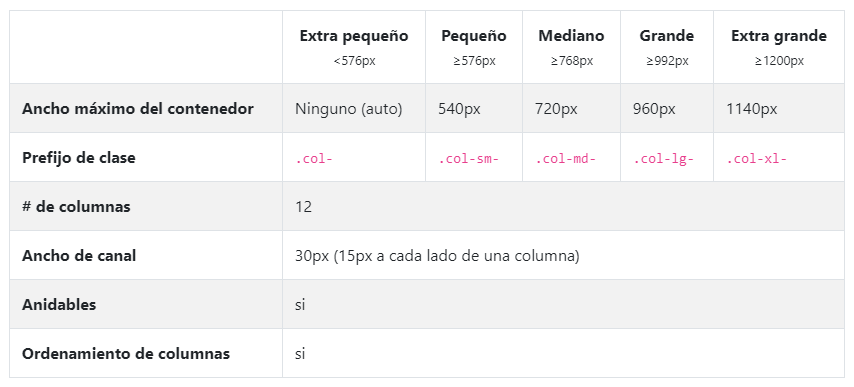 Extra pequeño Pequeño Mediano Grande Extra grande
<576px ≥576px ≥768px ≥992px ≥1200px
Ancho máximo del contenedor Ninguno (auto) 540px 720px 960px 1140px
Prefijo de clase .col- .col-sm- .col-md- .col-lg- .col-xl-
# de columnas 12
Ancho de canal 30px (15px a cada lado de una columna)
Anidables si
Ordenamiento de columnas si